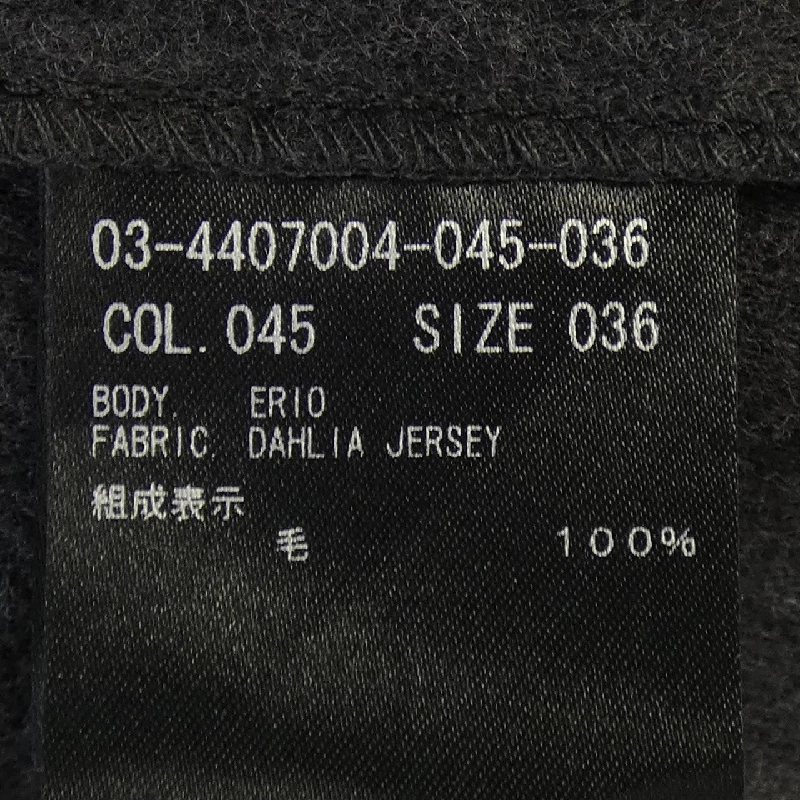 03-4407004-045-036
COL. 045 SIZE 036
BODY. ERIO
FABRIC. DAHLIA JERSEY
組成表示
毛 100%